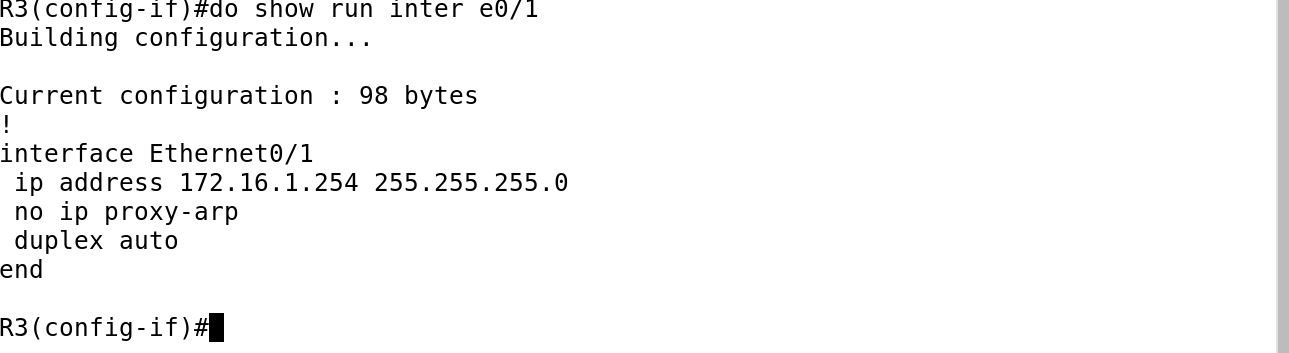 R3(config-if)#do show run inter e0/1
Building configuration...
Current configuration : 98 bytes
!
interface Ethernet0/1
 ip address 172.16.1.254 255.255.255.0
 no ip proxy-arp
 duplex auto
end
R3(config-if)#